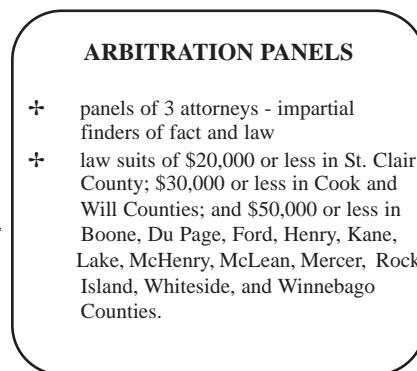 ARBITRATION PANELS
✢ panels of 3 attorneys - impartial
finders of fact and law
✢ law suits of $20,000 or less in St. Clair
County; $30,000 or less in Cook and
Will Counties; and $50,000 or less in
Boone, Du Page, Ford, Henry, Kane,
Lake, McHenry, McLean, Mercer, Rock
Island, Whiteside, and Winnebago
Counties.